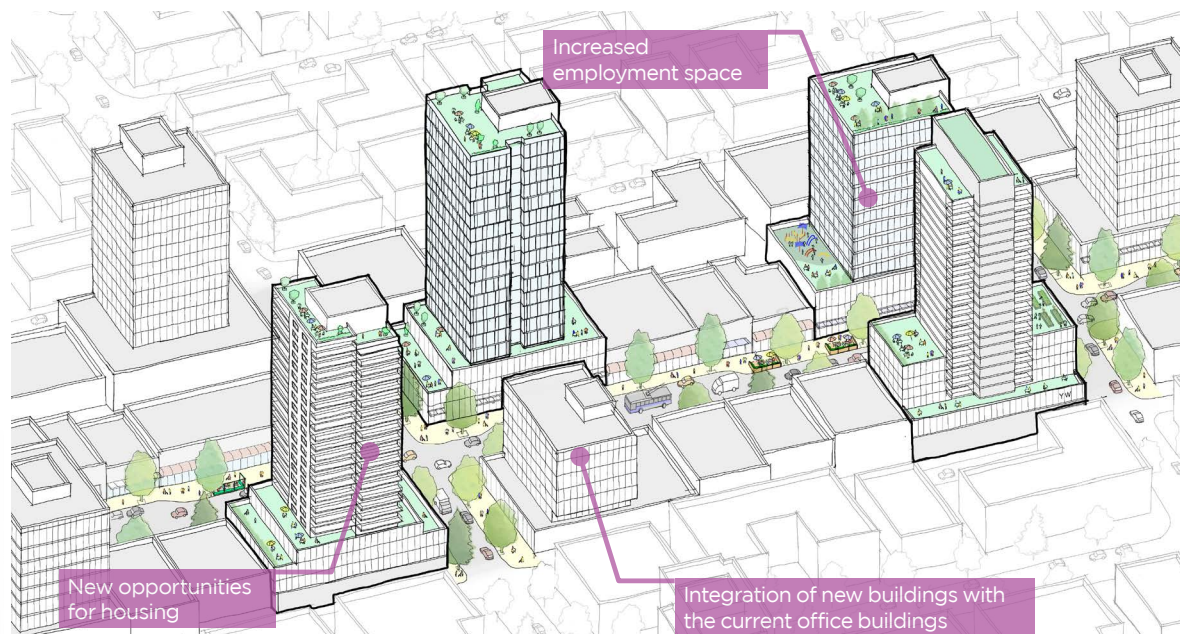 Increased
employment space
YW
New opportunities
for housing
Integration of new buildings with
the current office buildings